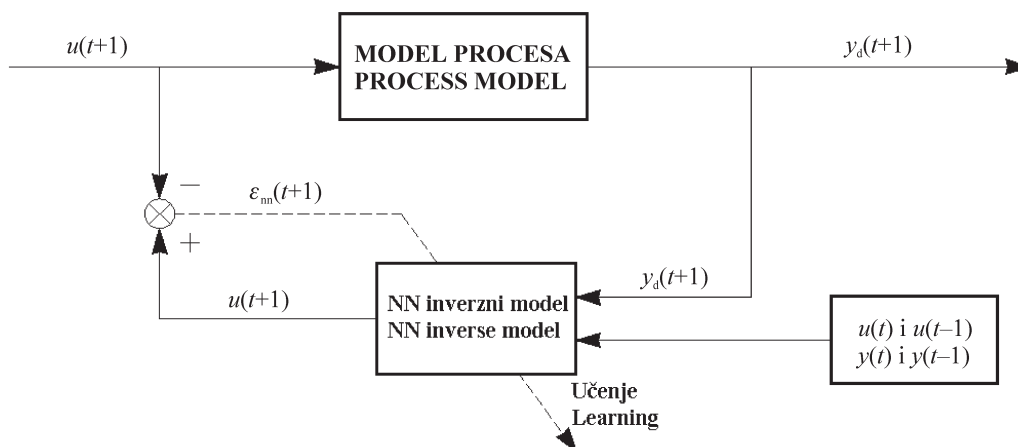 u(t+1)
MODEL PROCESA
PROCESS MODEL
y_d(t+1)
−
ε_nn(t+1)
+
y_d(t+1)
u(t+1)
NN inverzni model
NN inverse model
u(t) i u(t–1)
y(t) i y(t–1)
Učenje
Learning